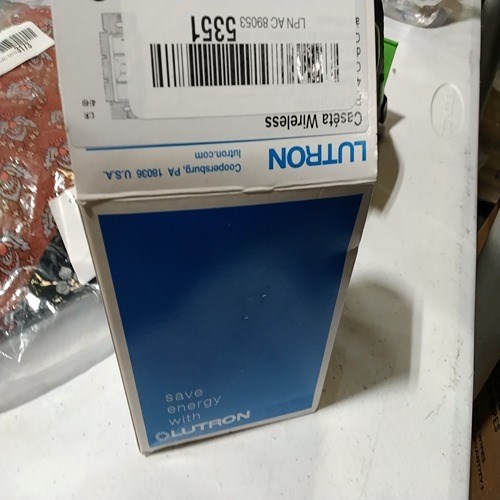 LPN AC 89053
5351
Caséta Wireless
LUTRON
Coopersburg, PA 18036 U.S.A.
lutron.com
save
energy
with
LUTRON